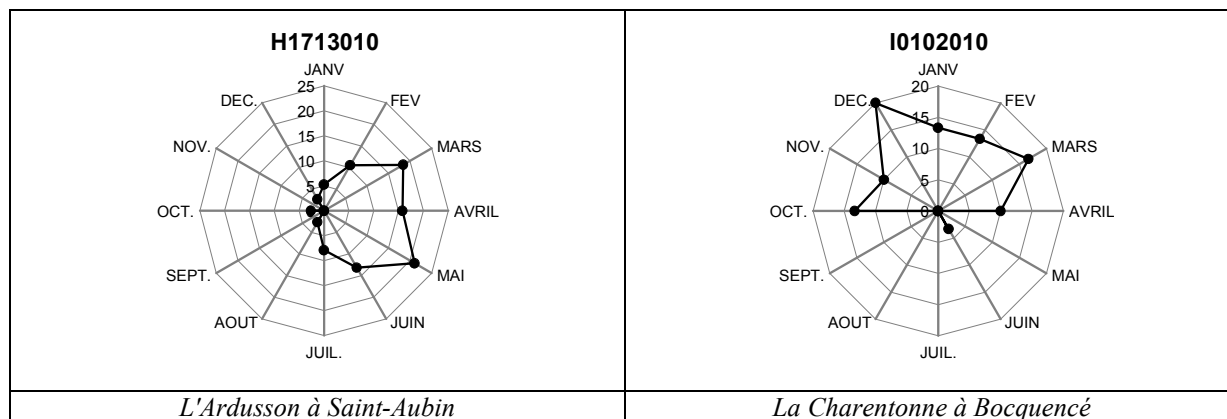 H1713010
JANV
FEV
MARS
AVRIL
MAI
JUIN
JUIL.
AOUT
SEPT.
OCT.
NOV.
DEC.
25
20
15
10
5
0
L'Ardusson à Saint-Aubin
I0102010
JANV
FEV
MARS
AVRIL
MAI
JUIN
JUIL.
AOUT
SEPT.
OCT.
NOV.
DEC.
20
15
10
5
0
La Charentonne à Bocquencé